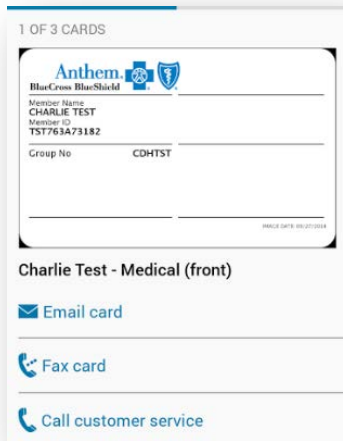 1 OF 3 CARDS
Anthem.
BlueCross BlueShield
Member Name
CHARLIE TEST
Member ID
TST763A73182
Group No CDHTST
Charlie Test - Medical (front)
Email card
Fax card
Call customer service